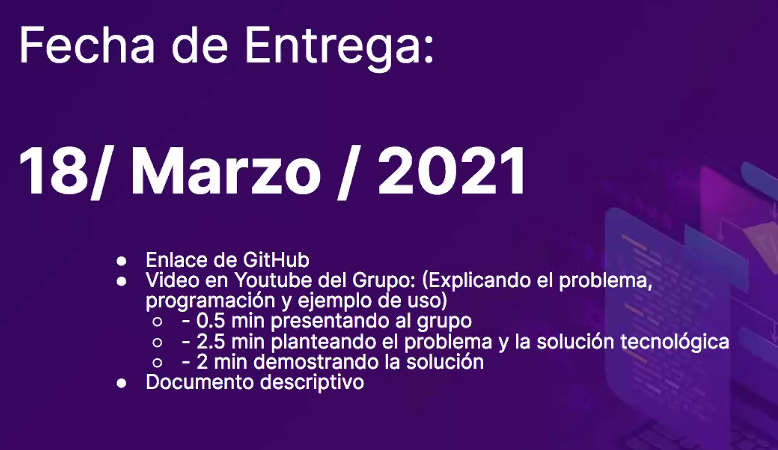 Fecha de Entrega:
18/ Marzo / 2021
● Enlace de GitHub
● Video en Youtube del Grupo: (Explicando el problema,
programación y ejemplo de uso)
○ - 0.5 min presentando al grupo
○ - 2.5 min planteando el problema y la solución tecnológica
○ - 2 min demostrando la solución
● Documento descriptivo